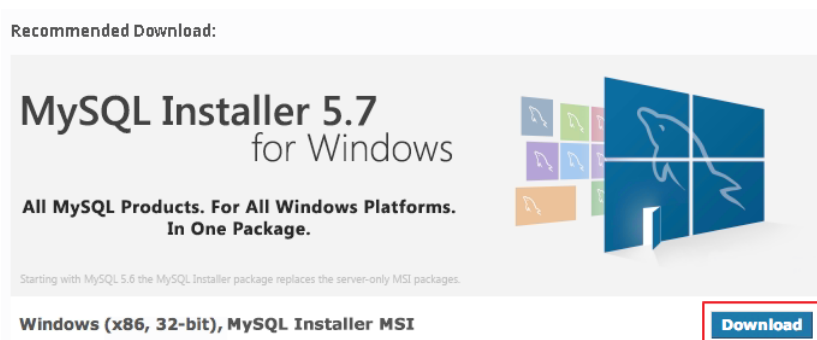 Recommended Download:
MySQL Installer 5.7
for Windows
All MySQL Products. For All Windows Platforms.
In One Package.
Starting with MySQL 5.6 the MySQL Installer package replaces the server-only MSI packages.
Windows (x86, 32-bit), MySQL Installer MSI
Download